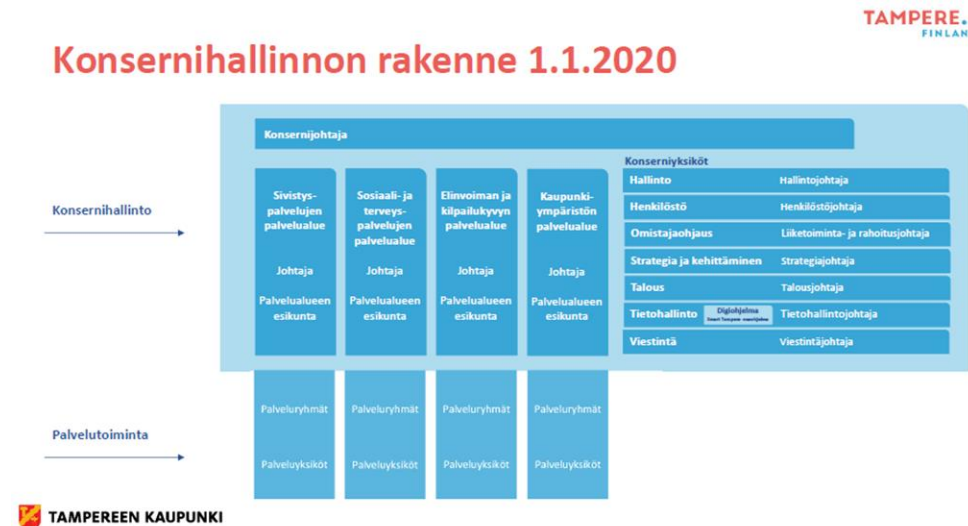 TAMPERE.
FINLAN
Konsernihallinnon rakenne 1.1.2020
Konsernihallinto
Konsernijohtaja
Sivistys-
palvelujen
palvelualue
Johtaja
Palvelualueen
esikunta
Sosiaali- ja
terveys-
palvelujen
palvelualue
Johtaja
Palvelualueen
esikunta
Elinvoiman ja
kilpailukyvyn
palvelualue
Johtaja
Palvelualueen
esikunta
Kaupunki-
ympäristön
palvelualue
Johtaja
Palvelualueen
esikunta
Konserniyksiköt
Hallinto Hallintojohtaja
Henkilöstö Henkilöstöjohtaja
Omistajaohjaus Liiketoiminta- ja rahoitusjohtaja
Strategia ja kehittäminen Strategiajohtaja
Talous Talousjohtaja
Tietohallinto Digiohjelma Tietohallintojohtaja
Smart Tampere
Viestintä Viestintäjohtaja
Palvelutoiminta
Palveluryhmät Palveluryhmät Palveluryhmät Palveluryhmät
Palveluyksiköt Palveluyksiköt Palveluyksiköt Palveluyksiköt
TAMPEREEN KAUPUNKI